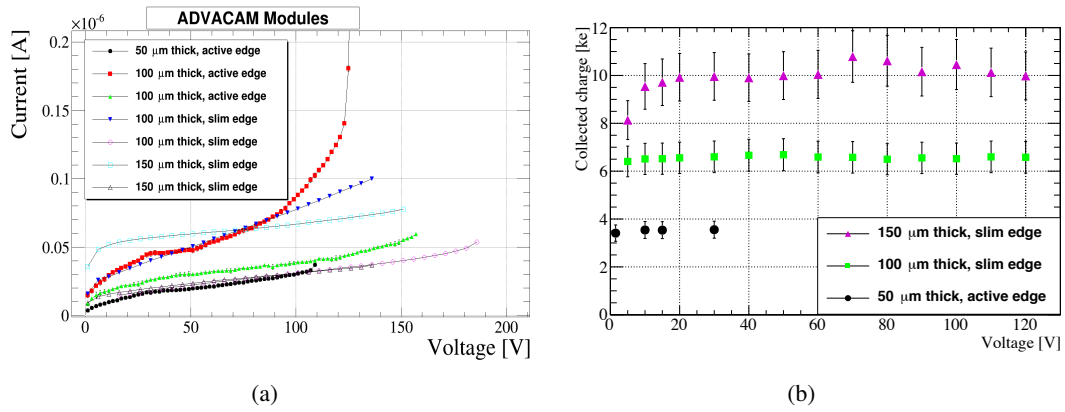 ADVACAM Modules
×10⁻⁶
Current [A]
0.2
0.15
0.1
0.05
0
50 μm thick, active edge
100 μm thick, active edge
100 μm thick, active edge
100 μm thick, slim edge
100 μm thick, slim edge
150 μm thick, slim edge
150 μm thick, slim edge
0 50 100 150 200
Voltage [V]
(a)
Collected charge [ke]
12
10
8
6
4
2
0
150 μm thick, slim edge
100 μm thick, slim edge
50 μm thick, active edge
0 20 40 60 80 100 120
Voltage [V]
(b)